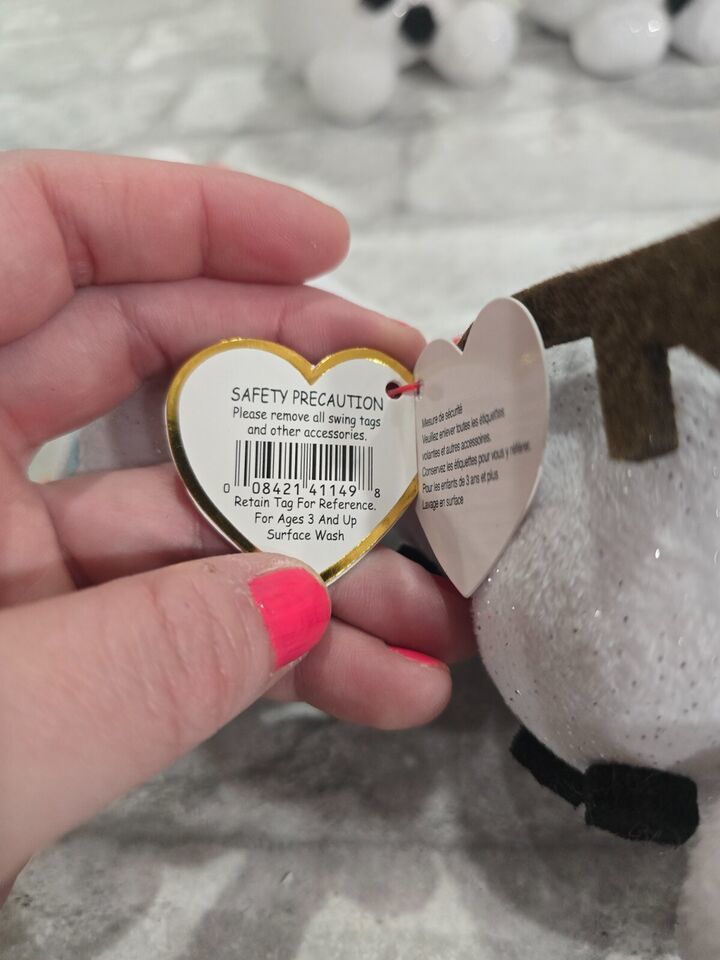 SAFETY PRECAUTION
Please remove all swing tags
and other accessories.
0 08421 41149 8
Retain Tag For Reference.
For Ages 3 And Up
Surface Wash
Mesure de sécurité
Veuillez enlever toutes les étiquettes
volantes et autres accessoires.
Conservez les étiquettes pour vous y référer.
Pour les enfants de 3 ans et plus
Lavage en surface